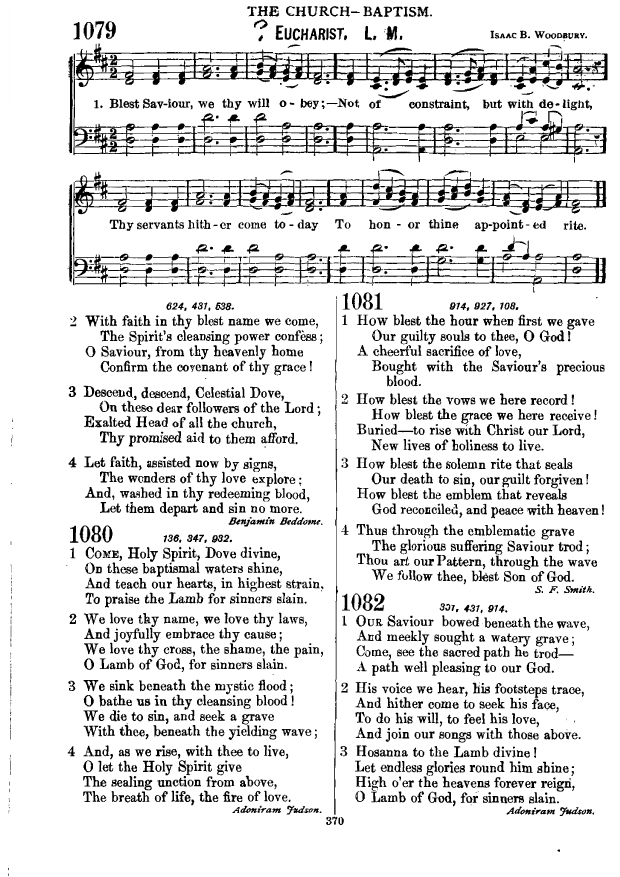 THE CHURCH—BAPTISM.
1079
? EUCHARIST. L. M.
ISAAC B. WOODBURY.
1. Blest Sav-iour, we thy will o-bey;—Not of constraint, but with de-light,
Thy servants hith-er come to-day To hon-or thine ap-point-ed rite.
624, 431, 538.
2 With faith in thy blest name we come,
The Spirit's cleansing power confess;
O Saviour, from thy heavenly home
Confirm the covenant of thy grace!
3 Descend, descend, Celestial Dove,
On these dear followers of the Lord;
Exalted Head of all the church,
Thy promised aid to them afford.
4 Let faith, assisted now by signs,
The wonders of thy love explore;
And, washed in thy redeeming blood,
Let them depart and sin no more.
Benjamin Beddome.
1080
136, 347, 932.
1 COME, Holy Spirit, Dove divine,
On these baptismal waters shine,
And teach our hearts, in highest strain,
To praise the Lamb for sinners slain.
2 We love thy name, we love thy laws,
And joyfully embrace thy cause;
We love thy cross, the shame, the pain,
O Lamb of God, for sinners slain.
3 We sink beneath the mystic flood;
O bathe us in thy cleansing blood!
We die to sin, and seek a grave
With thee, beneath the yielding wave;
4 And, as we rise, with thee to live,
O let the Holy Spirit give
The sealing unction from above,
The breath of life, the fire of love.
Adoniram Judson.
1081
914, 927, 108.
1 How blest the hour when first we gave
Our guilty souls to thee, O God!
A cheerful sacrifice of love,
Bought with the Saviour's precious
blood.
2 How blest the vows we here record!
How blest the grace we here receive!
Buried—to rise with Christ our Lord,
New lives of holiness to live.
3 How blest the solemn rite that seals
Our death to sin, our guilt forgiven!
How blest the emblem that reveals
God reconciled, and peace with heaven!
4 Thus through the emblematic grave
The glorious suffering Saviour trod;
Thou art our Pattern, through the wave
We follow thee, blest Son of God.
S. F. Smith.
1082
331, 431, 914.
1 OUR Saviour bowed beneath the wave,
And meekly sought a watery grave;
Come, see the sacred path he trod—
A path well pleasing to our God.
2 His voice we hear, his footsteps trace,
And hither come to seek his face,
To do his will, to feel his love,
And join our songs with those above.
3 Hosanna to the Lamb divine!
Let endless glories round him shine;
High o'er the heavens forever reign,
O Lamb of God, for sinners slain.
Adoniram Judson.
370